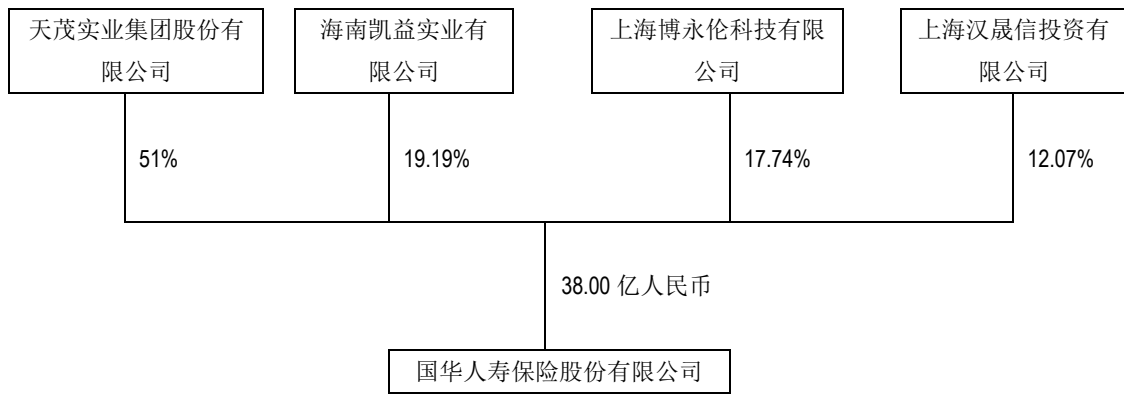 天茂实业集团股份有
限公司
海南凯益实业有
限公司
上海博永伦科技有限
公司
上海汉晟信投资有
限公司
51%
19.19%
17.74%
12.07%
38.00 亿人民币
国华人寿保险股份有限公司